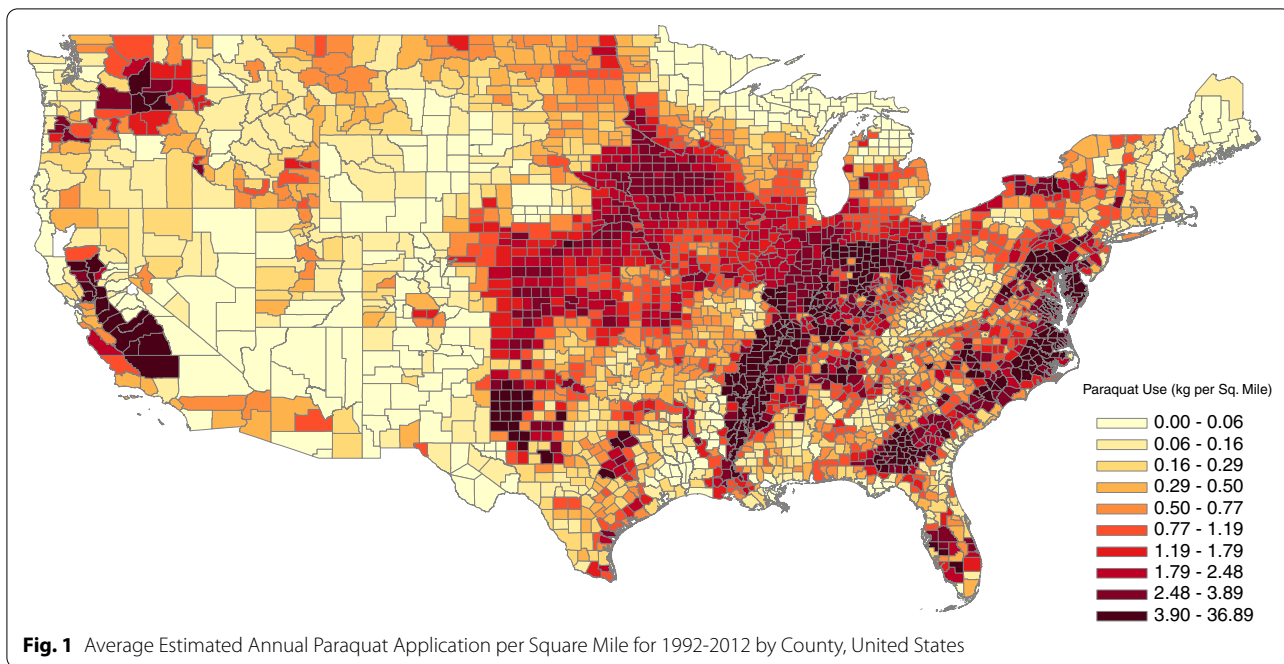 Paraquat Use (kg per Sq. Mile)
0.00 - 0.06
0.06 - 0.16
0.16 - 0.29
0.29 - 0.50
0.50 - 0.77
0.77 - 1.19
1.19 - 1.79
1.79 - 2.48
2.48 - 3.89
3.90 - 36.89
Fig. 1 Average Estimated Annual Paraquat Application per Square Mile for 1992-2012 by County, United States